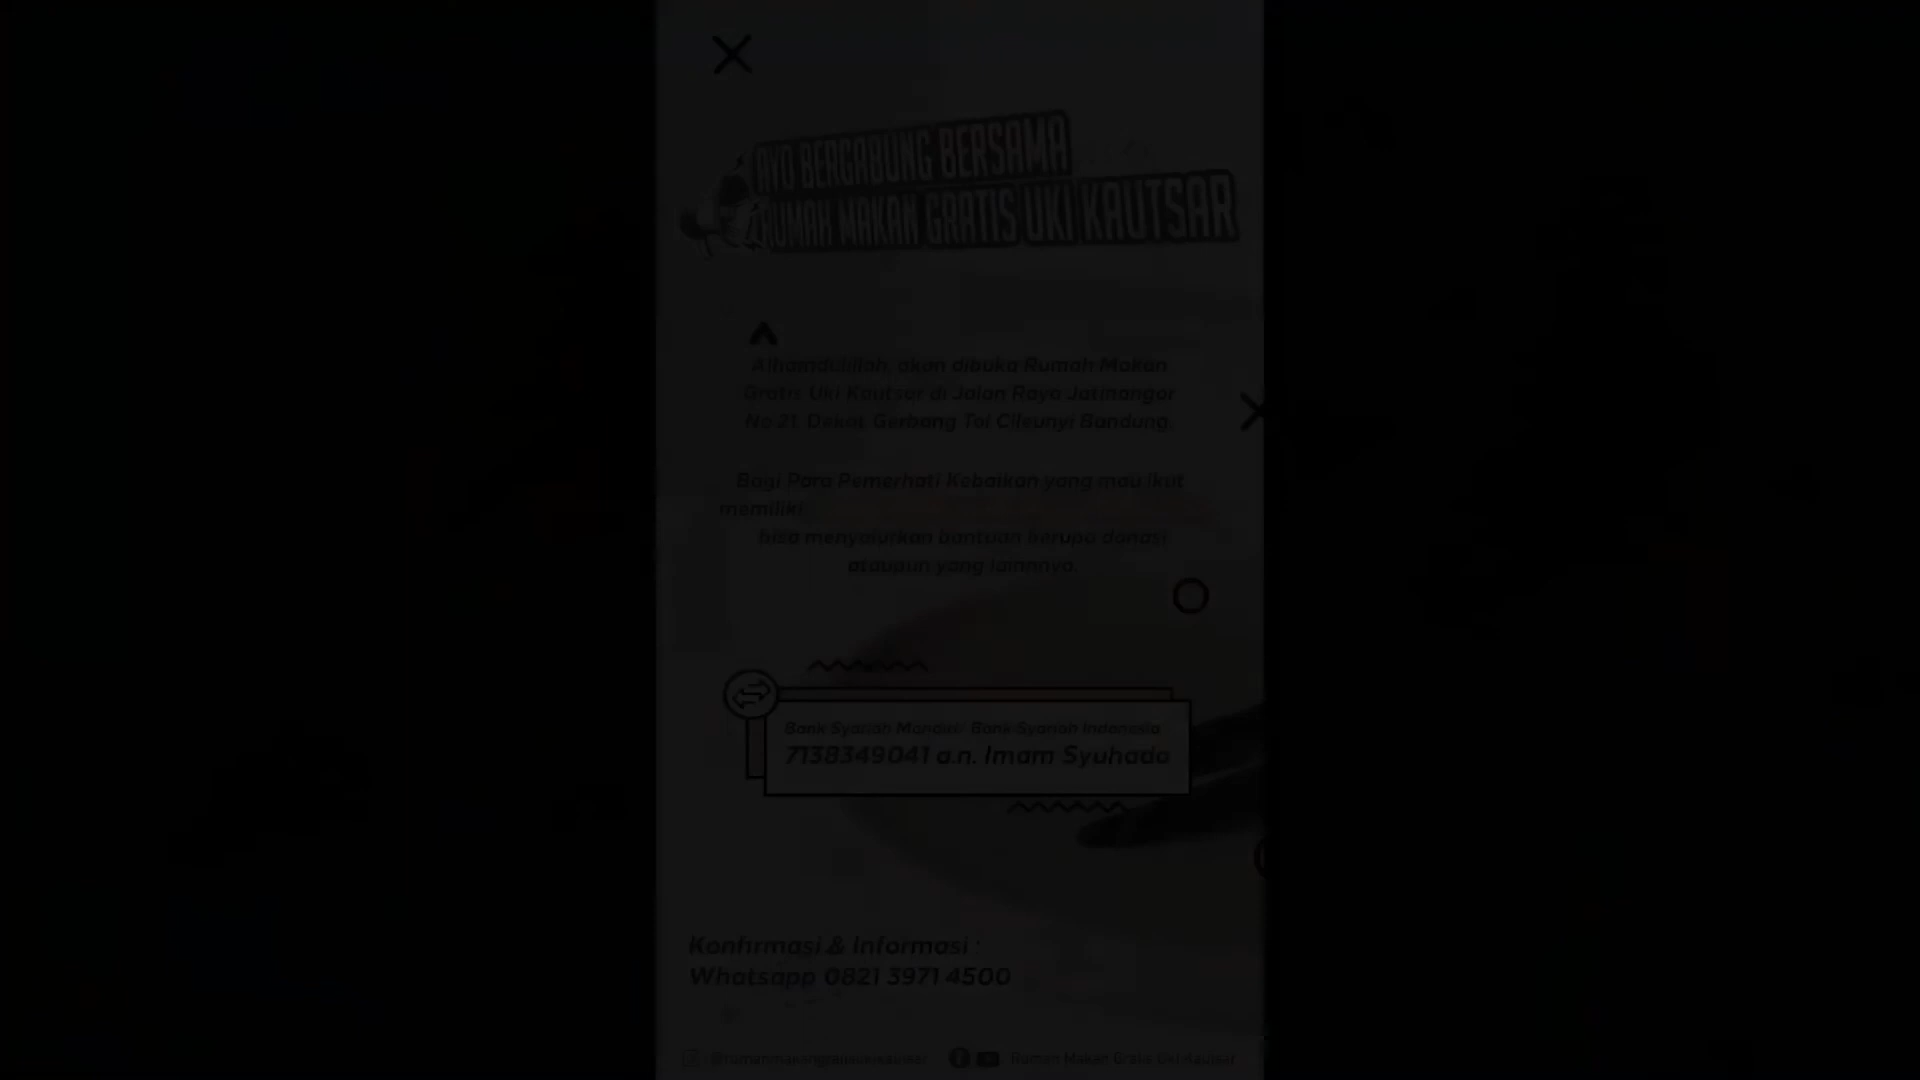 AYO BERGABUNG BERSAMA
RUMAH MAKAN GRATIS UKI KAUTSAR
Alhamdulillah, akan dibuka Rumah Makan
Gratis Uki Kautsar di Jalan Raya Jatinangor
No.21, Dekat Gerbang Tol Cileunyi Bandung.
Bagi Para Pemerhati Kebaikan yang mau ikut
memiliki
bisa menyalurkan bantuan berupa donasi
ataupun yang lainnya.
Bank Syariah Mandiri/ Bank Syariah Indonesia
7138349041 a.n. Imam Syuhada
Konfirmasi & Informasi :
Whatsapp 0821 3971 4500
Rumah Makan Gratis Uki Kautsar